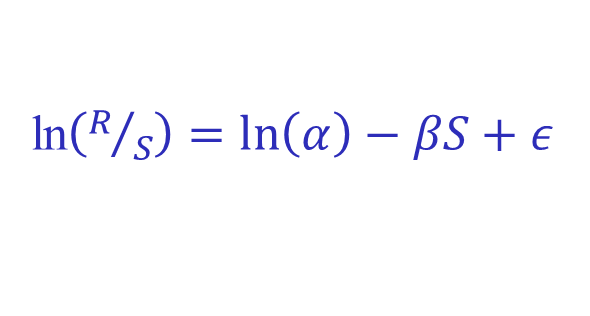 ln(R/S) = ln(α) − βS + ϵ